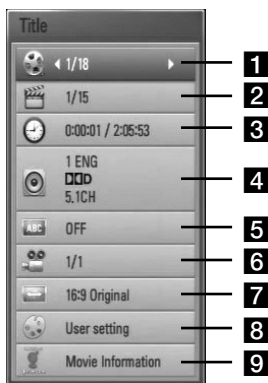 Title
1/18 1
1/15 2
0:00:01 / 2:05:53 3
1 ENG
D 4
5.1CH
ABC OFF 5
1/1 6
16:9 Original 7
User setting 8
Movie Information 9